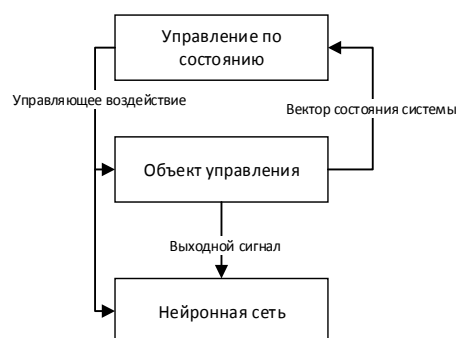 Управление по
состоянию
Управляющее воздействие
Вектор состояния системы
Объект управления
Выходной сигнал
Нейронная сеть